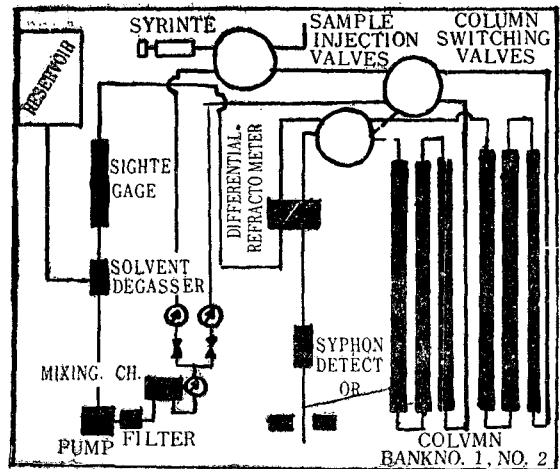 SYRINTE
SAMPLE
INJECTION
VALVES
COLUMN
SWITCHING
VALVES
RESERVOIR
SIGHTE
GAGE
DIFFERENTIAL-
REFRACTO METER
SOLVENT
DEGASSER
MIXING. CH.
SYPHON
DETECT
OR
PUMP
FILTER
COLVMN
BANKNO. 1, NO. 2